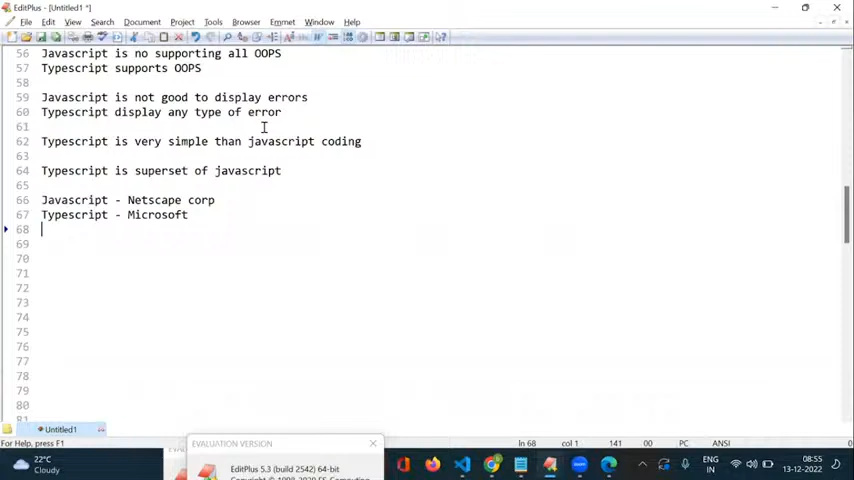 EditPlus - [Untitled1 *]
File Edit View Search Document Project Tools Browser Emmet Window Help
56 Javascript is no supporting all OOPS
57 Typescript supports OOPS
58
59 Javascript is not good to display errors
60 Typescript display any type of error
61
62 Typescript is very simple than javascript coding
63
64 Typescript is superset of javascript
65
66 Javascript - Netscape corp
67 Typescript - Microsoft
68
69
70
71
72
73
74
75
76
77
78
79
80
81
Untitled1
EVALUATION VERSION
For Help, press F1
ln 68 col 1 141 00 PC ANSI
EditPlus 5.3 (build 2542) 64-bit
22°C
Cloudy
ENG
IN
08:55
13-12-2022